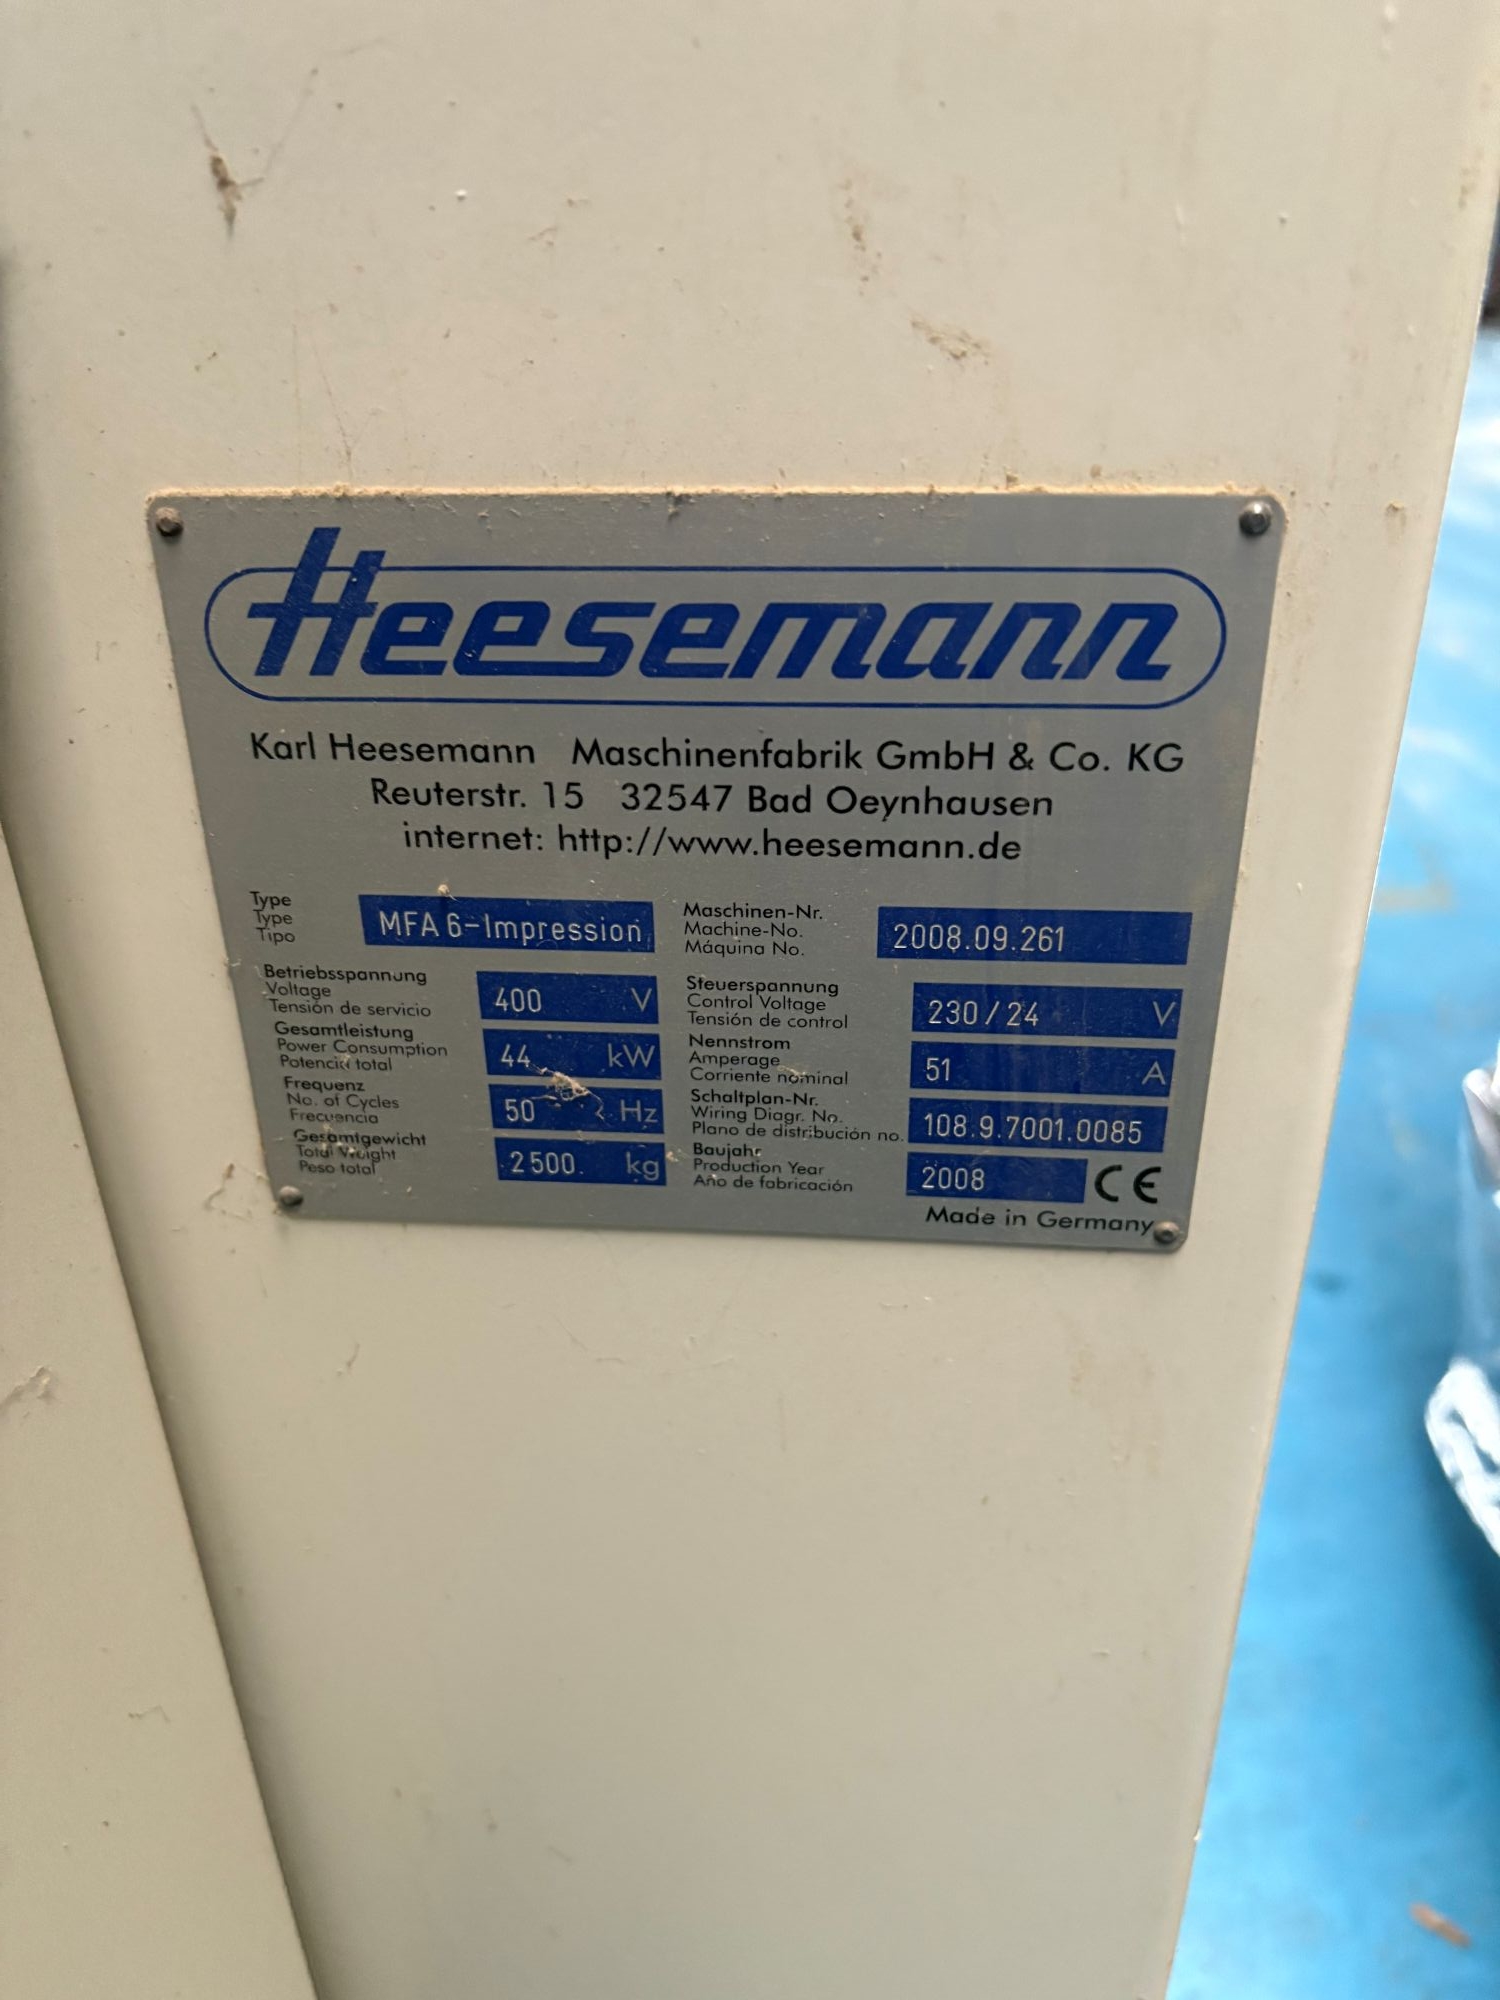 Heesemann
Karl Heesemann Maschinenfabrik GmbH & Co. KG
Reuterstr. 15 32547 Bad Oeynhausen
internet: http://www.heesemann.de
Type
Type
Tipo
MFA 6-Impression
Maschinen-Nr.
Machine-No.
Máquina No.
2008.09.261
Betriebsspannung
Voltage
Tensión de servicio
400 V
Steuerspannung
Control Voltage
Tensión de control
230 / 24 V
Gesamtleistung
Power Consumption
Potencia total
44 kW
Nennstrom
Amperage
Corriente nominal
51 A
Frequenz
No. of Cycles
Frecuencia
50 Hz
Schaltplan-Nr.
Wiring Diagr. No.
Plano de distribución no.
108.9.7001.0085
Gesamtgewicht
Total Weight
Peso total
2500. kg
Baujahr
Production Year
Año de fabricación
2008
CE
Made in Germany